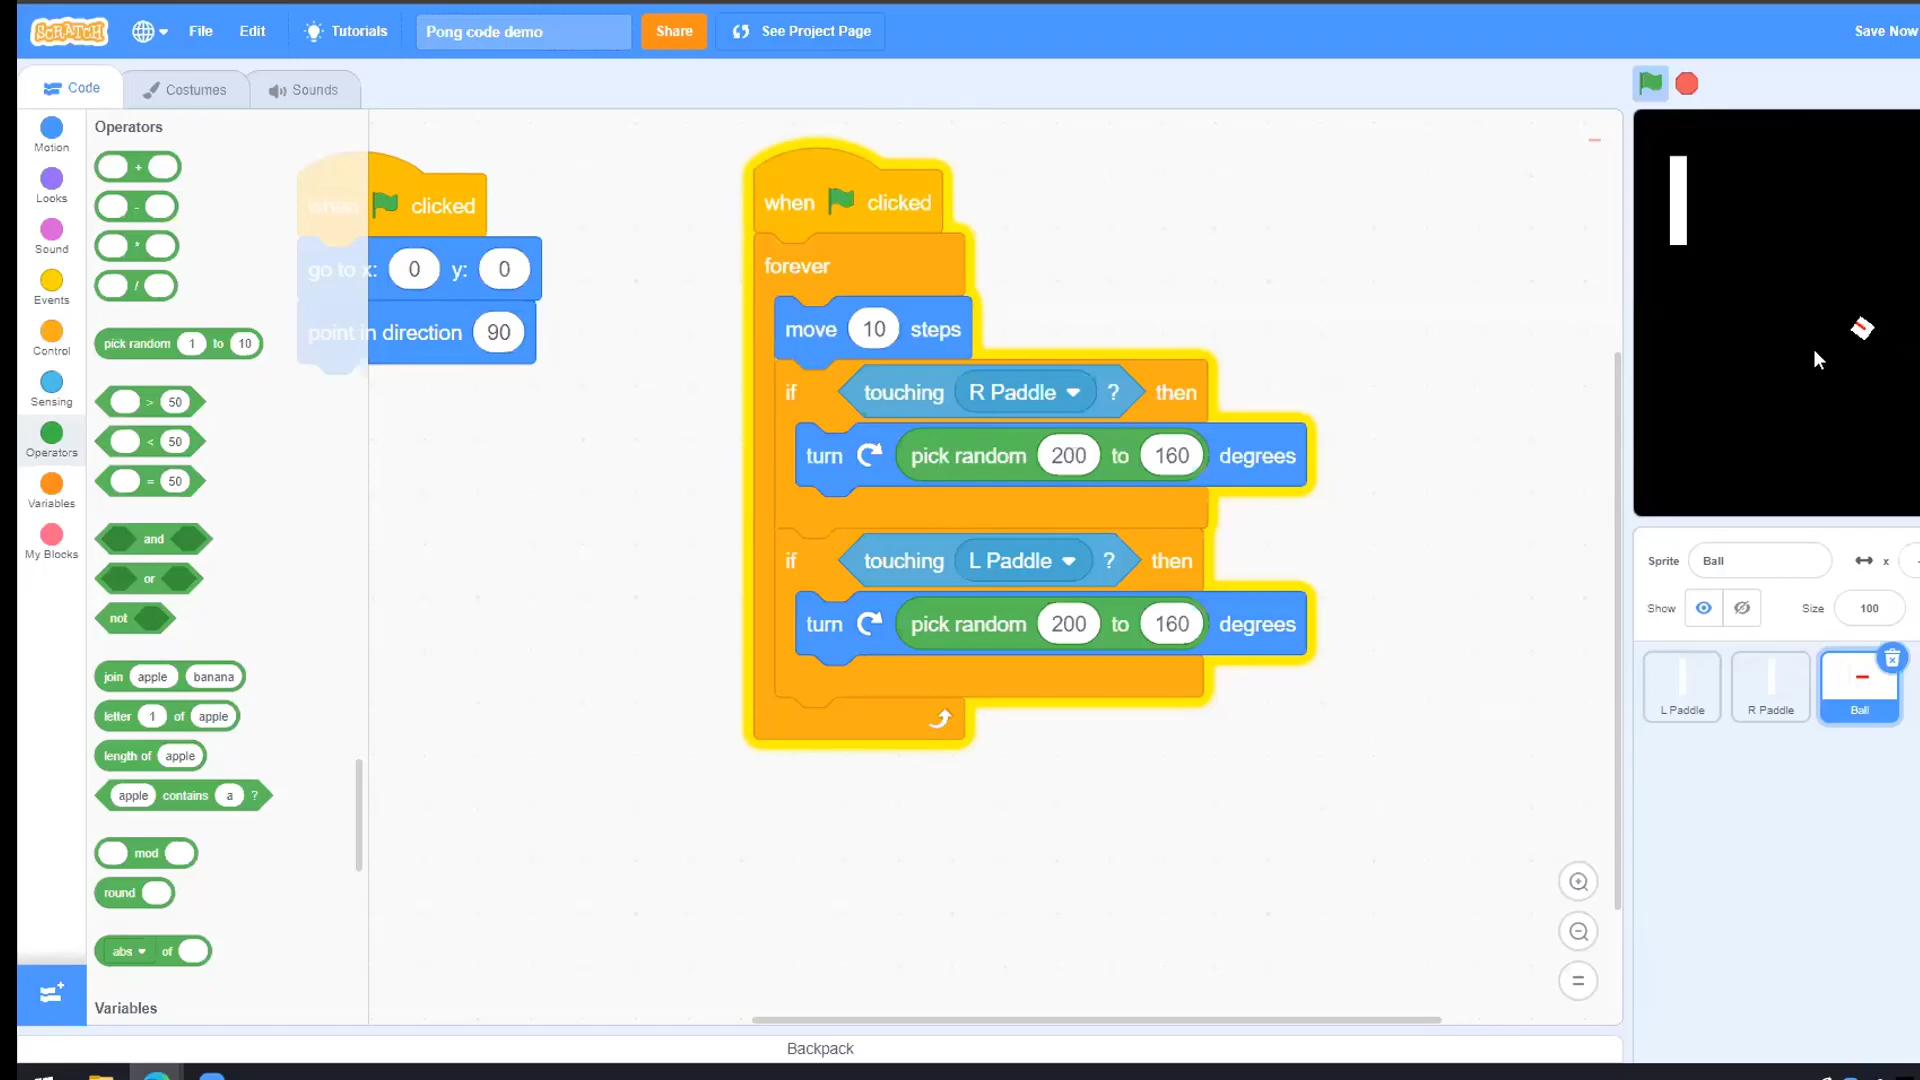 SCRATCH File Edit Tutorials Pong code demo Share See Project Page Save Now
Code Costumes Sounds
Motion
Looks
Sound
Events
Control
Sensing
Operators
Variables
My Blocks
Operators
+
-
*
/
pick random 1 to 10
> 50
< 50
= 50
and
or
not
join apple banana
letter 1 of apple
length of apple
apple contains a ?
mod
round
abs of
Variables
when clicked
go to x: 0 y: 0
point in direction 90
when clicked
forever
move 10 steps
if touching R Paddle ? then
turn pick random 200 to 160 degrees
if touching L Paddle ? then
turn pick random 200 to 160 degrees
Sprite Ball x
Show Size 100
L Paddle R Paddle Ball
Backpack